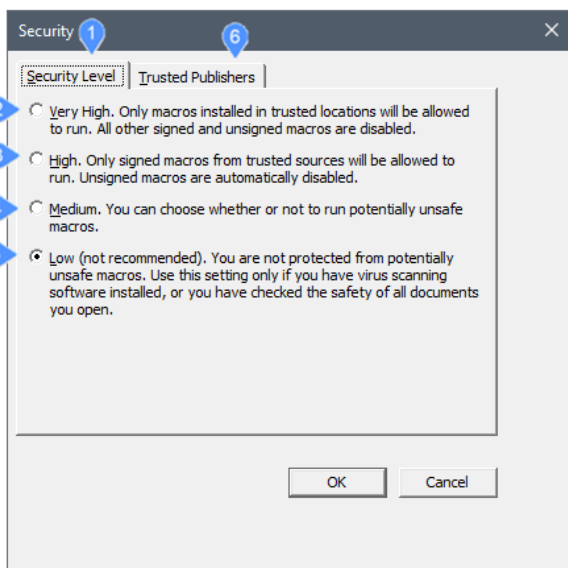 Security
1
6
Security Level
Trusted Publishers
2
Very High. Only macros installed in trusted locations will be allowed
to run. All other signed and unsigned macros are disabled.
3
High. Only signed macros from trusted sources will be allowed to
run. Unsigned macros are automatically disabled.
Medium. You can choose whether or not to run potentially unsafe
macros.
Low (not recommended). You are not protected from potentially
unsafe macros. Use this setting only if you have virus scanning
software installed, or you have checked the safety of all documents
you open.
OK
Cancel